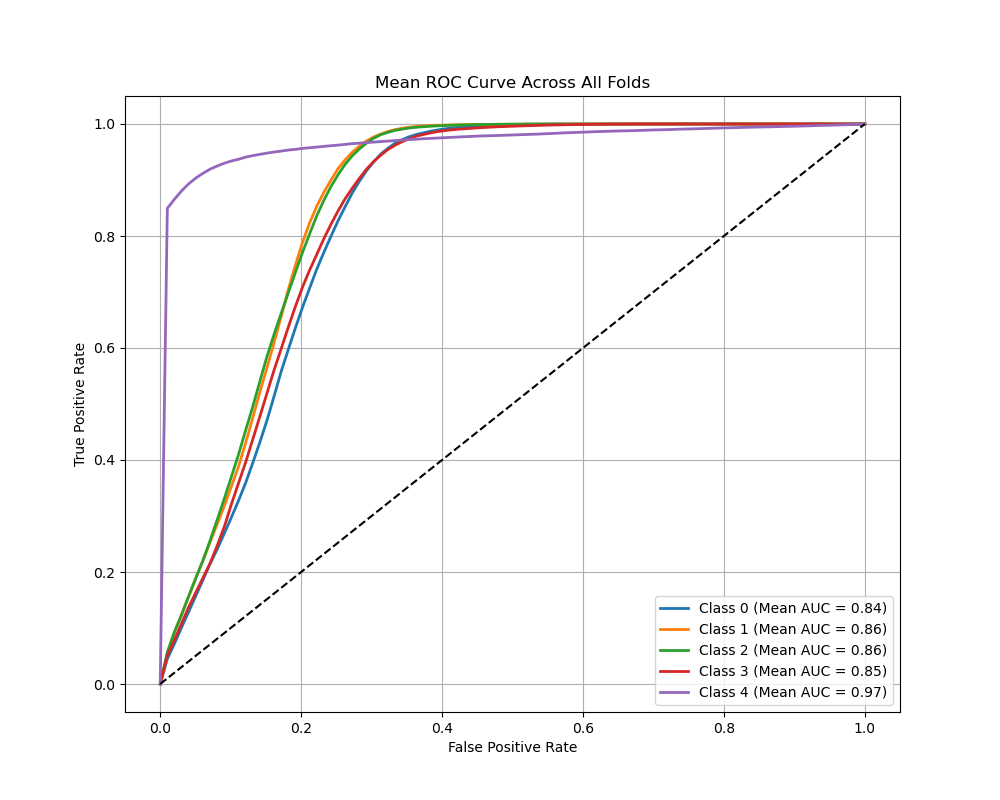 Mean ROC Curve Across All Folds
True Positive Rate
1.0
0.8
0.6
0.4
0.2
0.0
Class 0 (Mean AUC = 0.84)
Class 1 (Mean AUC = 0.86)
Class 2 (Mean AUC = 0.86)
Class 3 (Mean AUC = 0.85)
Class 4 (Mean AUC = 0.97)
0.0 0.2 0.4 0.6 0.8 1.0
False Positive Rate